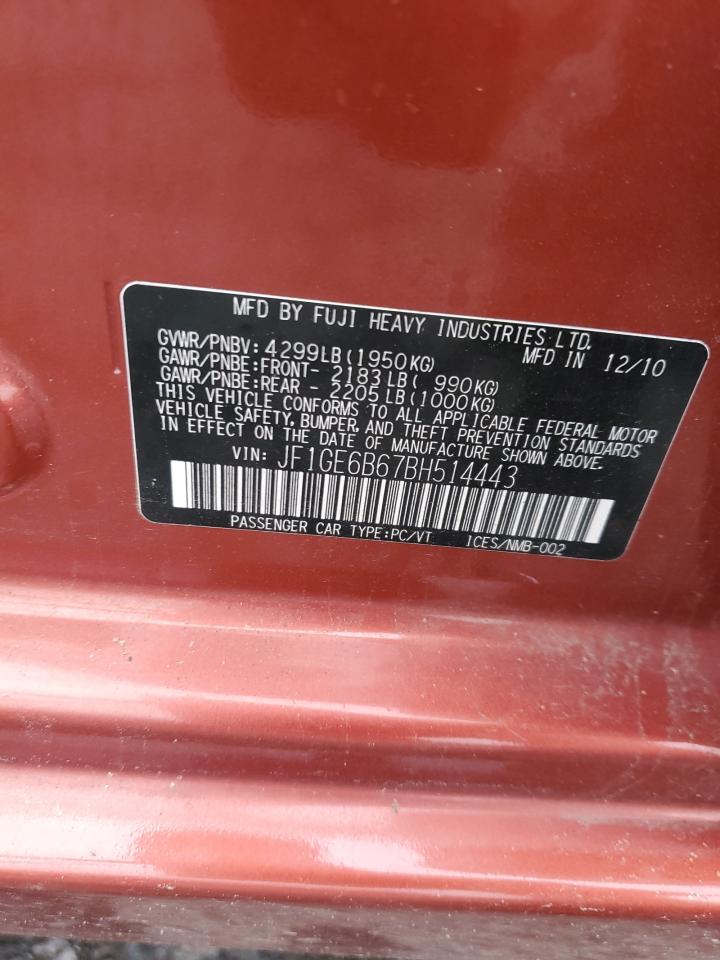 MFD BY FUJI HEAVY INDUSTRIES LTD.
GVWR/PNBV: 4299LB(1950KG) MFD IN 12/10
GAWR/PNBE:FRONT- 2183LB( 990KG)
GAWR/PNBE:REAR - 2205LB(1000KG)
THIS VEHICLE CONFORMS TO ALL APPLICABLE FEDERAL MOTOR
VEHICLE SAFETY, BUMPER, AND THEFT PREVENTION STANDARDS
IN EFFECT ON THE DATE OF MANUFACTURE SHOWN ABOVE.
VIN: JF1GE6B67BH514443
PASSENGER CAR TYPE:PC/VT ICES/NMB-002